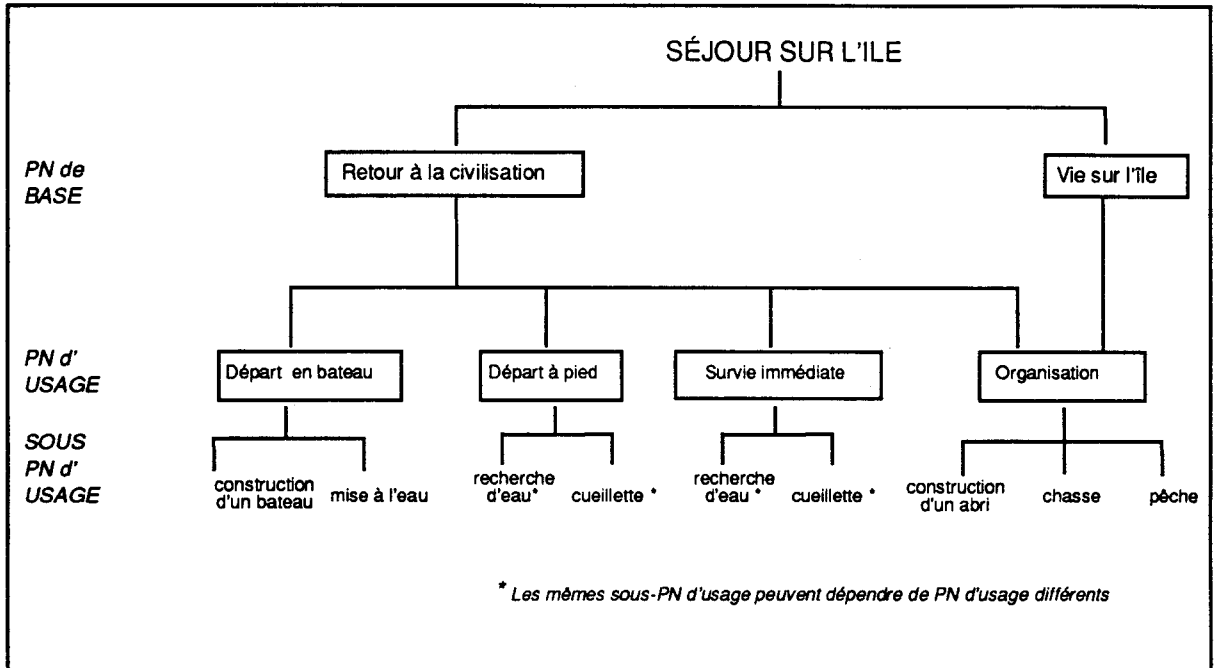 SÉJOUR SUR L'ILE
PN de
BASE
Retour à la civilisation
Vie sur l'île
PN d'
USAGE
Départ en bateau
Départ à pied
Survie immédiate
Organisation
SOUS
PN d'
USAGE
construction
d'un bateau
mise à l'eau
recherche
d'eau*
cueillette *
recherche
d'eau *
cueillette *
construction
d'un abri
chasse
pêche
* Les mêmes sous-PN d'usage peuvent dépendre de PN d'usage différents